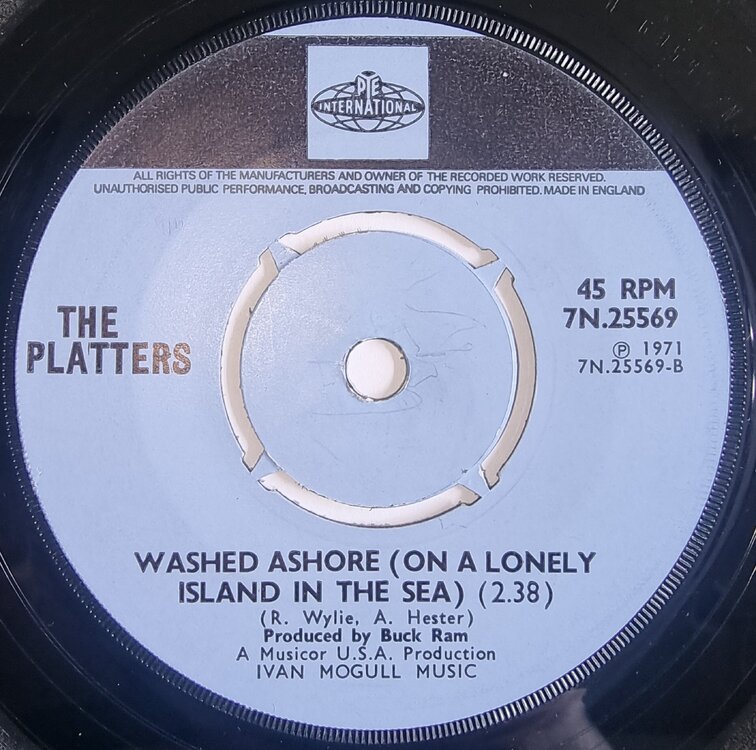 PYE
INTERNATIONAL
ALL RIGHTS OF THE MANUFACTURERS AND OWNER OF THE RECORDED WORK RESERVED.
UNAUTHORISED PUBLIC PERFORMANCE, BROADCASTING AND COPYING PROHIBITED. MADE IN ENGLAND
THE
PLATTERS
45 RPM
7N.25569
Ⓟ 1971
7N.25569-B
WASHED ASHORE (ON A LONELY
ISLAND IN THE SEA) (2.38)
(R. Wylie, A. Hester)
Produced by Buck Ram
A Musicor U.S.A. Production
IVAN MOGULL MUSIC